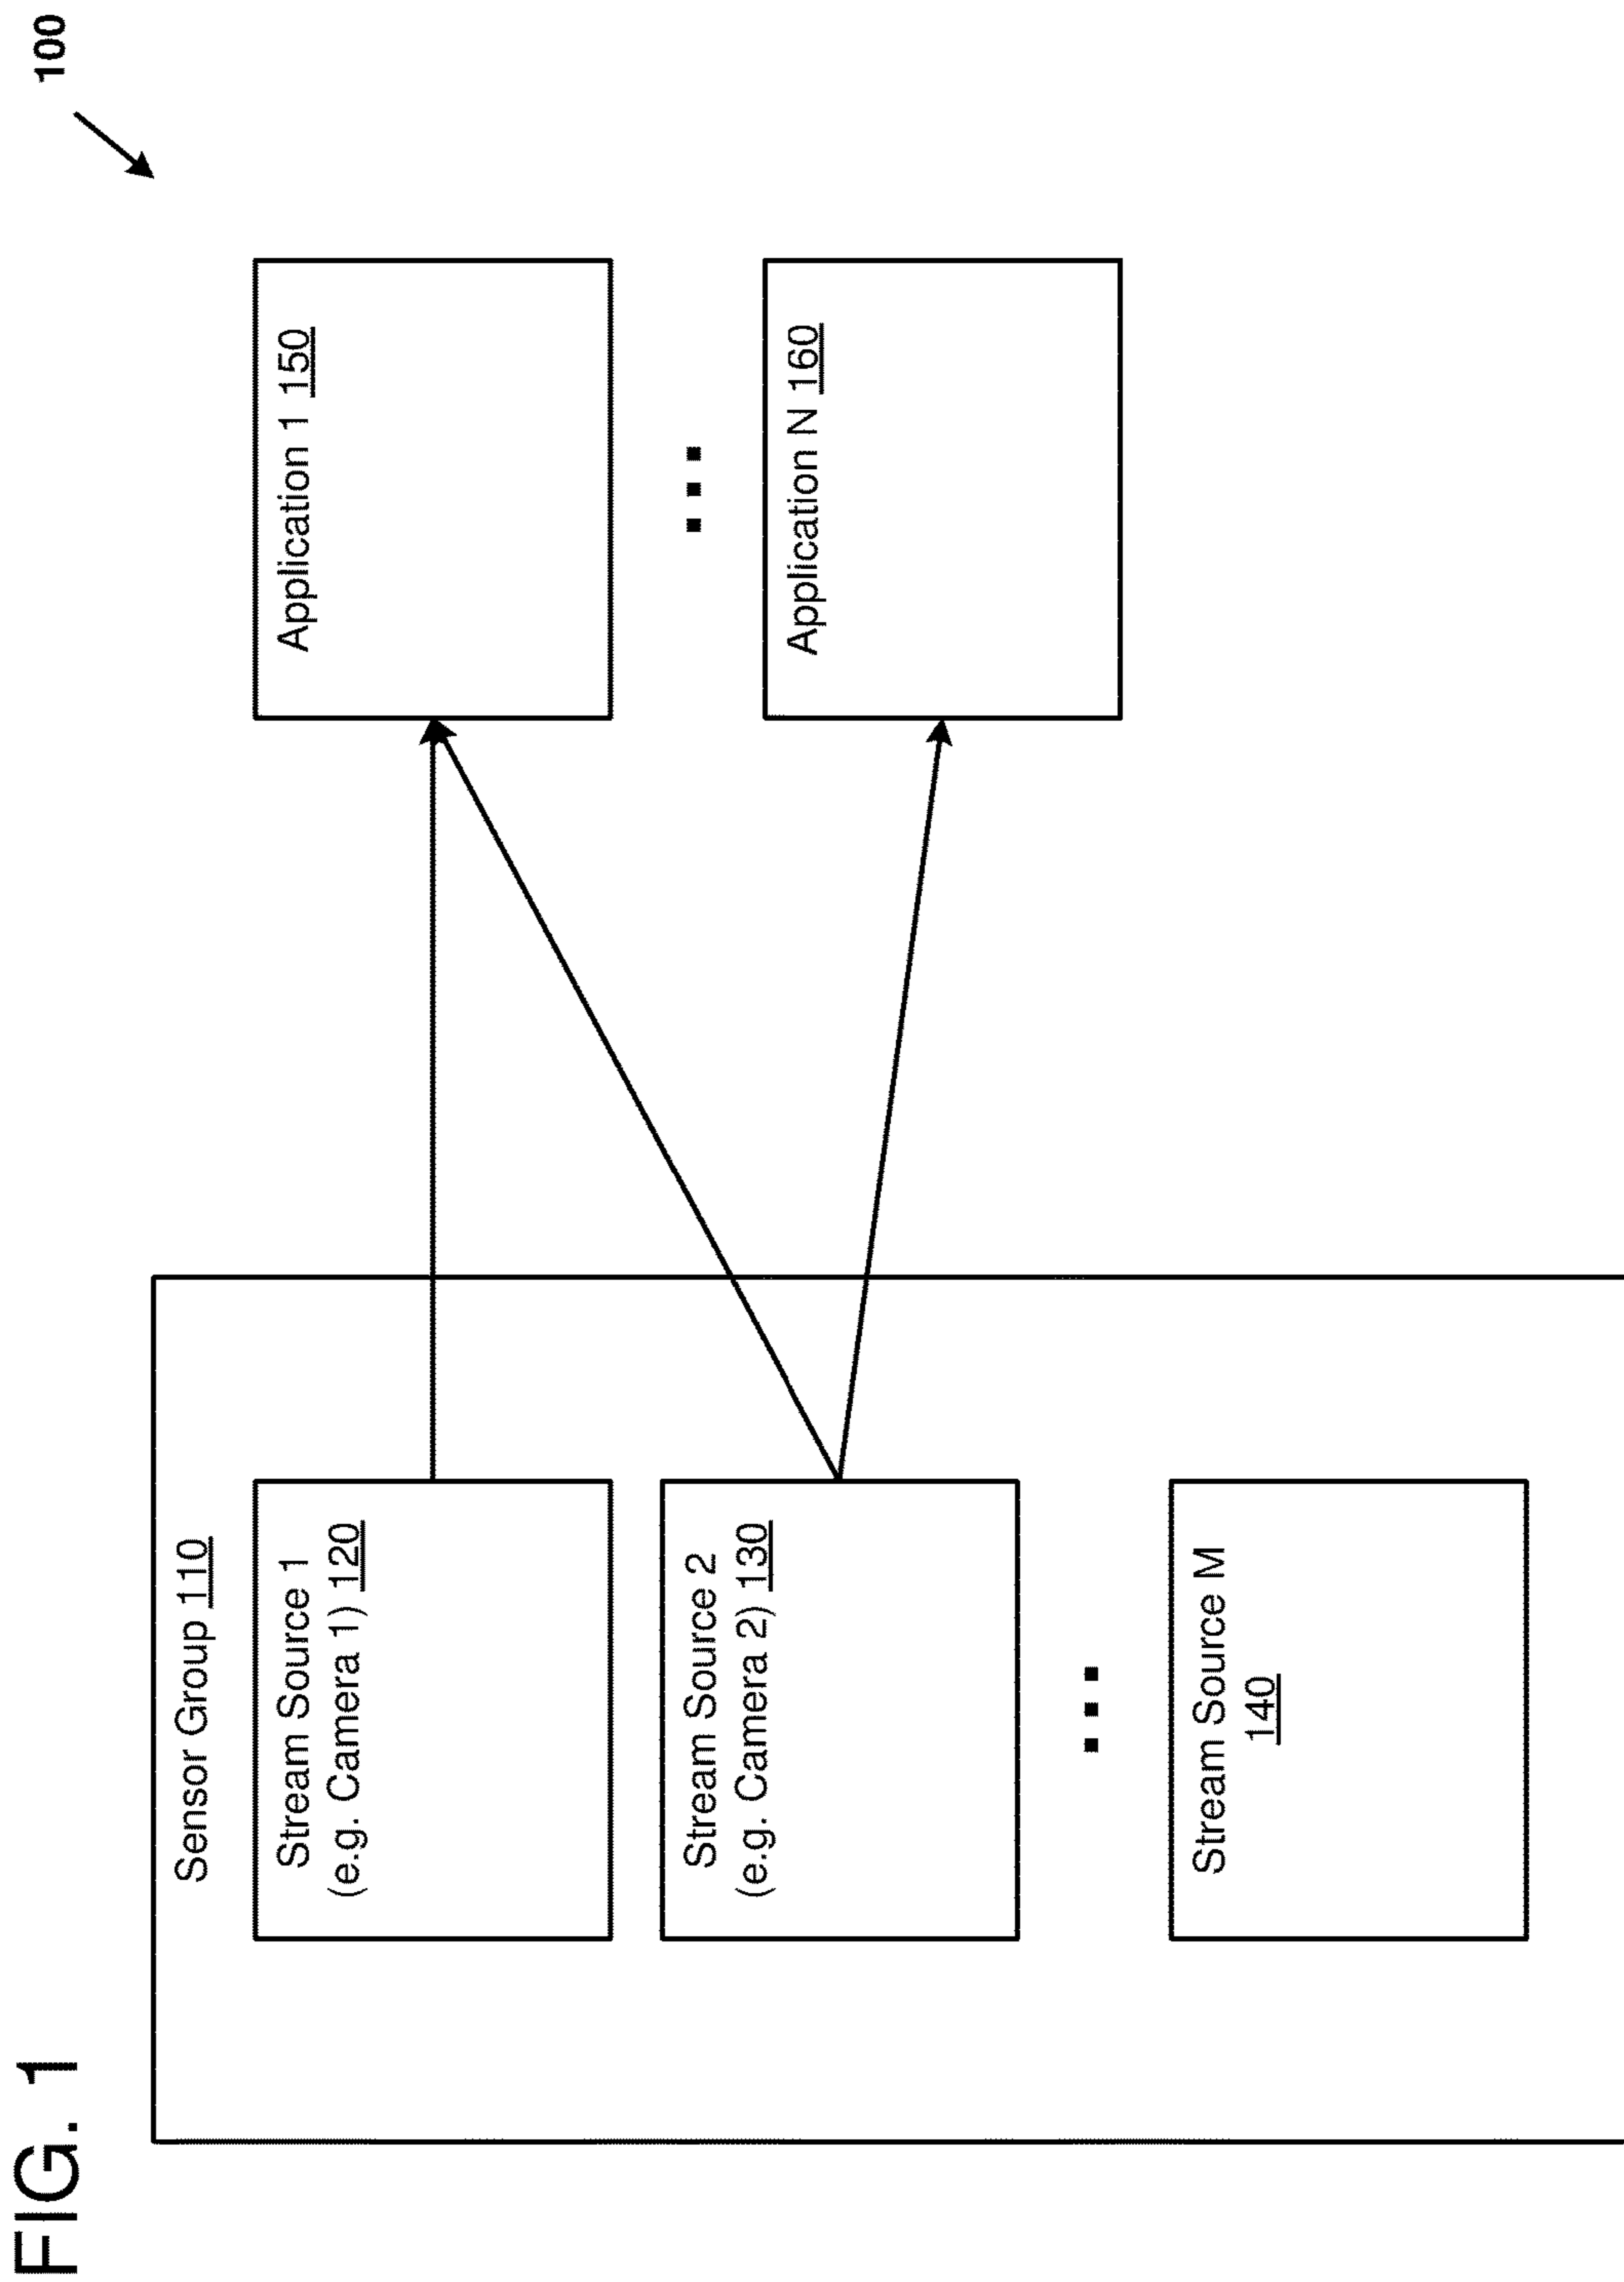 FIG. 1
100
Sensor Group 110
Stream Source 1
(e.g. Camera 1) 120
Stream Source 2
(e.g. Camera 2) 130
...
Stream Source M
140
Application 1 150
...
Application N 160